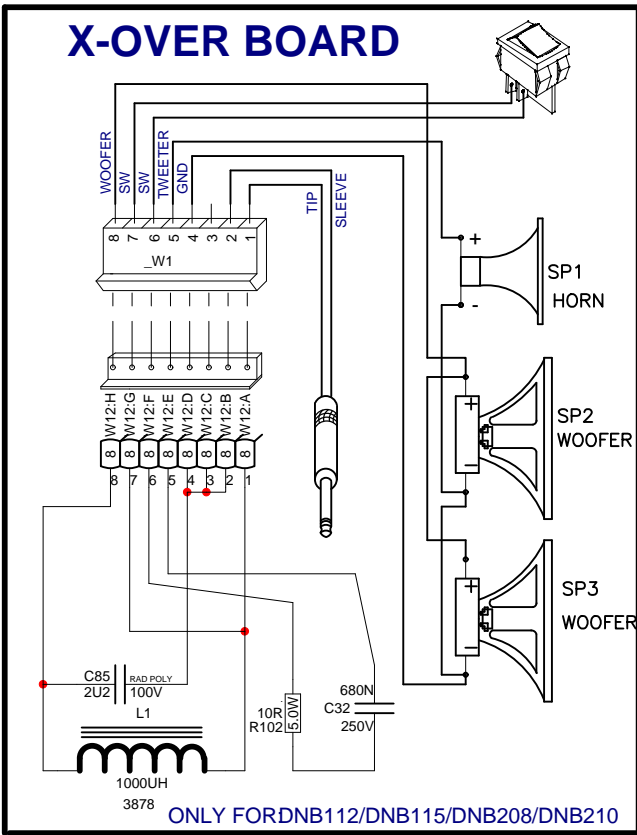 X-OVER BOARD
WOOFER
SW
SW
TWEETER
GND
TIP
SLEEVE
8 7 6 5 4 3 2 1
_W1
+
-
SP1
HORN
W12:H W12:G W12:F W12:E W12:D W12:C W12:B W12:A
8 8 8 8 8 8 8 8
8 7 6 5 4 3 2 1
+
SP2
WOOFER
+
SP3
WOOFER
C85
2U2
RAD POLY
100V
L1
1000UH
3878
10R
R102
5.0W
680N
C32
250V
ONLY FORDNB112/DNB115/DNB208/DNB210